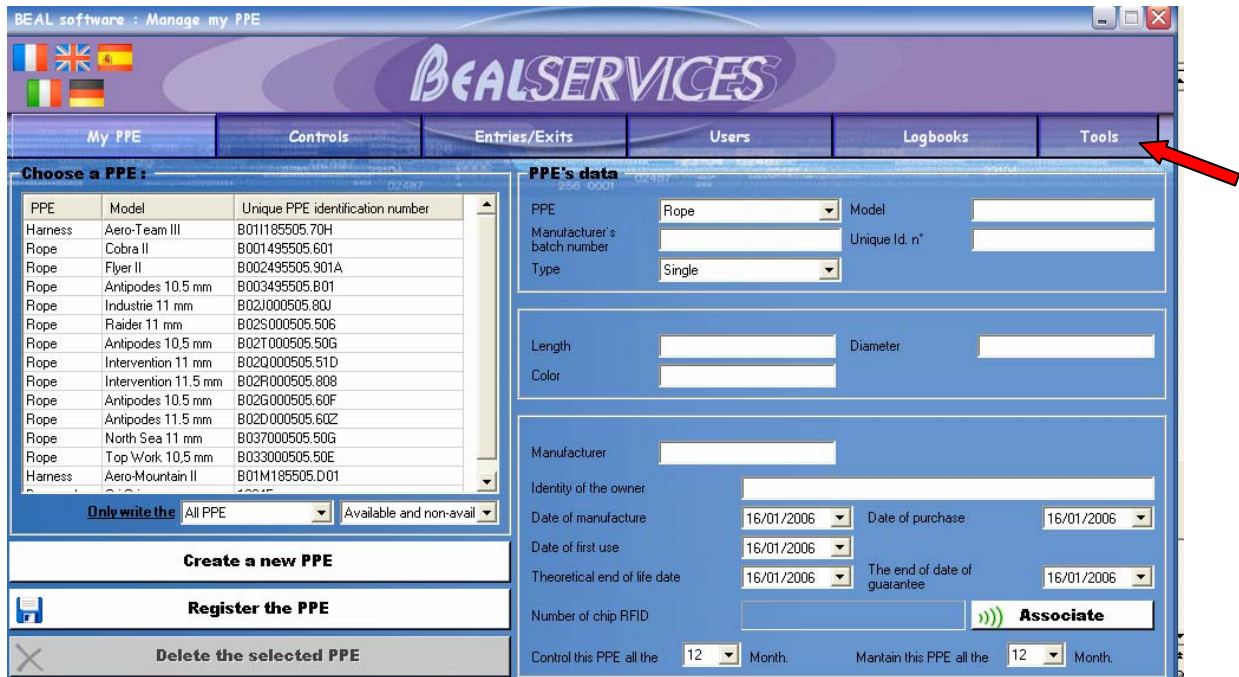 BEAL software : Manage my PPE
BEALSERVICES
My PPE Controls Entries/Exits Users Logbooks Tools
Choose a PPE :
PPE Model Unique PPE identification number
Harness Aero-Team III B01I185505.70H
Rope Cobra II B001495505.601
Rope Flyer II B002495505.901A
Rope Antipodes 10.5 mm B003495505.B01
Rope Industrie 11 mm B02J000505.80J
Rope Raider 11 mm B02S000505.506
Rope Antipodes 10,5 mm B02T000505.50G
Rope Intervention 11 mm B02Q000505.51D
Rope Intervention 11.5 mm B02R000505.808
Rope Antipodes 10.5 mm B02G000505.60F
Rope Antipodes 11.5 mm B02D000505.60Z
Rope North Sea 11 mm B037000505.50G
Rope Top Work 10,5 mm B033000505.50E
Harness Aero-Mountain II B01M185505.D01
Only write the All PPE Available and non-avail
Create a new PPE
Register the PPE
Delete the selected PPE
PPE's data
PPE Rope Model
Manufacturer's
batch number
Unique Id. n°
Type Single
Length Diameter
Color
Manufacturer
Identity of the owner
Date of manufacture 16/01/2006 Date of purchase 16/01/2006
Date of first use 16/01/2006
Theoretical end of life date 16/01/2006 The end of date of
guarantee 16/01/2006
Number of chip RFID Associate
Control this PPE all the 12 Month. Mantain this PPE all the 12 Month.